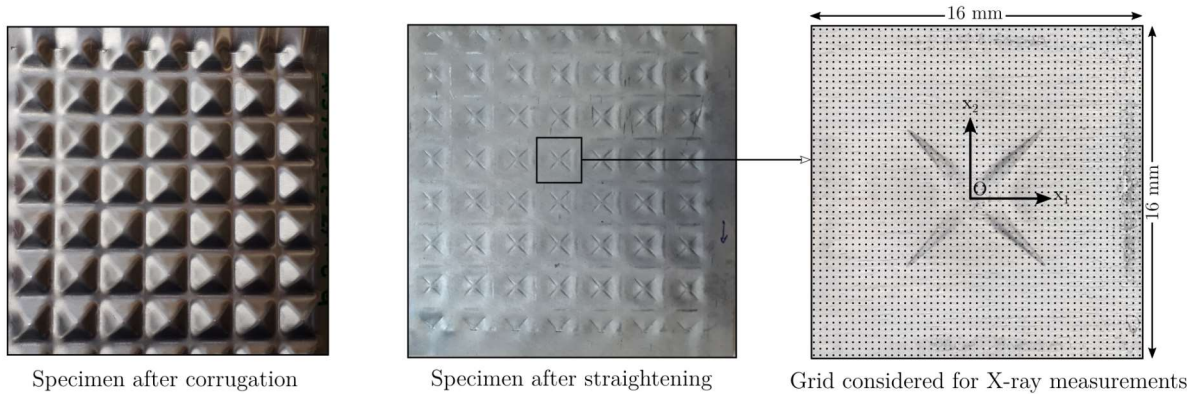 16 mm
x₂
O
x₁
16 mm
Specimen after corrugation
Specimen after straightening
Grid considered for X-ray measurements